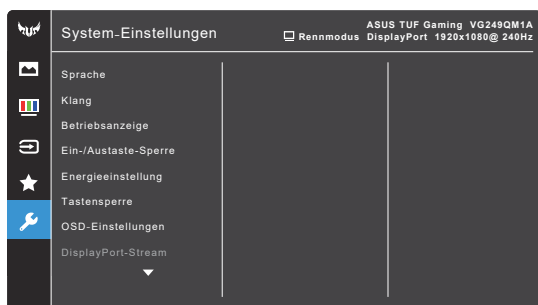 System-Einstellungen
ASUS TUF Gaming VG249QM1A
Rennmodus DisplayPort 1920x1080@ 240Hz
Sprache
Klang
Betriebsanzeige
Ein-/Austaste-Sperre
Energieeinstellung
Tastensperre
OSD-Einstellungen
DisplayPort-Stream